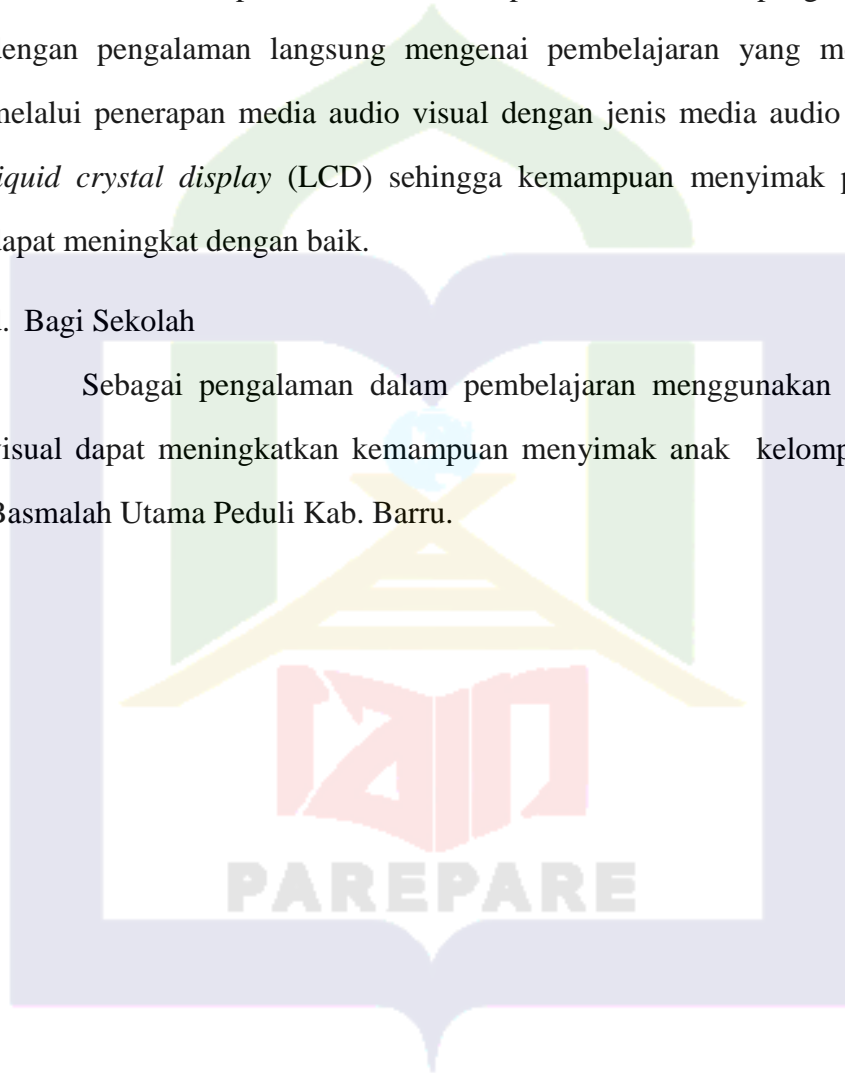 dengan pengalaman langsung mengenai pembelajaran yang
melalui penerapan media audio visual dengan jenis media audio
liquid crystal display (LCD) sehingga kemampuan menyimak
dapat meningkat dengan baik.
Bagi Sekolah
Sebagai pengalaman dalam pembelajaran menggunakan
visual dapat meningkatkan kemampuan menyimak anak
Basmalah Utama Peduli Kab. Barru.
iain
PAREPARE